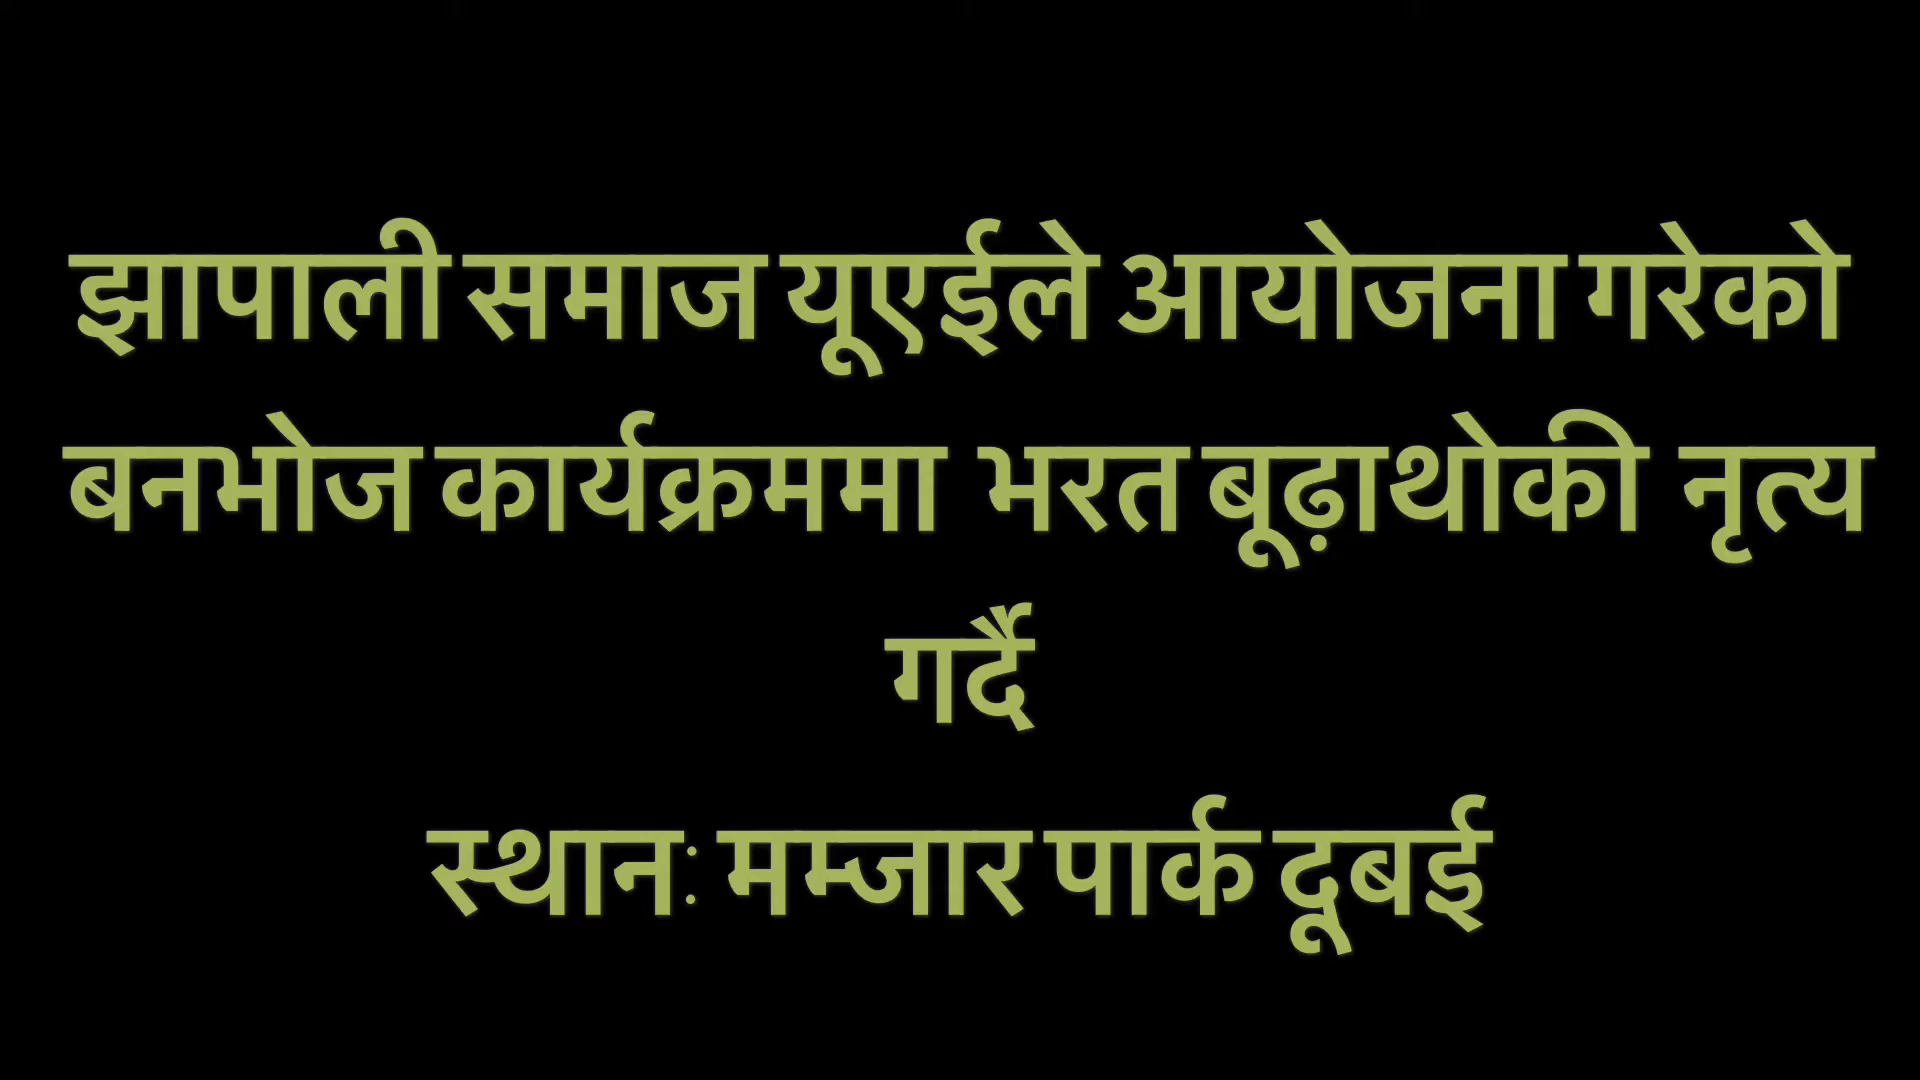 झापाली समाज यूएईले आयोजना गरेको
बनभोज कार्यक्रममा भरत बूढ़ाथोकी नृत्य
गर्दै
स्थान: मम्जार पार्क दूबई